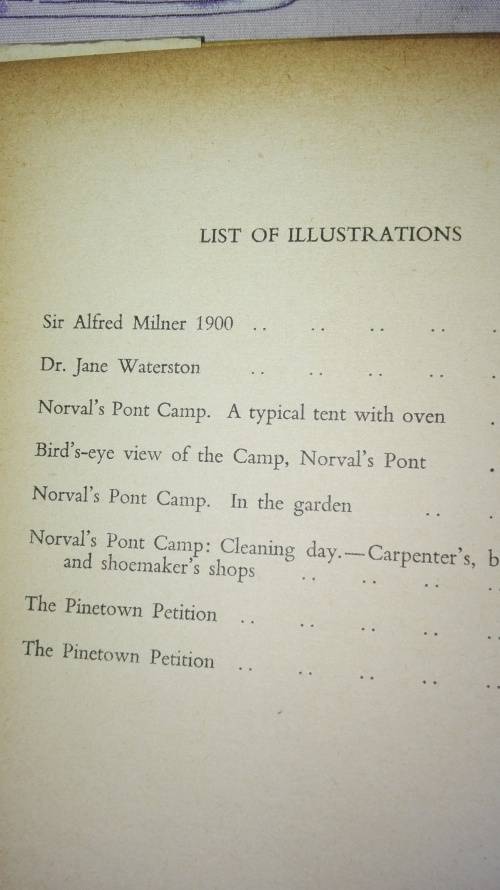 LIST OF ILLUSTRATIONS
Sir Alfred Milner 1900 .. .. .. .. .
Dr. Jane Waterston .. .. .. .. .
Norval's Pont Camp. A typical tent with oven .
Bird's-eye view of the Camp, Norval's Pont .
Norval's Pont Camp. In the garden .. .
Norval's Pont Camp: Cleaning day.—Carpenter's, b
and shoemaker's shops .. .. .. ..
The Pinetown Petition .. .. .. .. ..
The Pinetown Petition .. .. .. .. ..